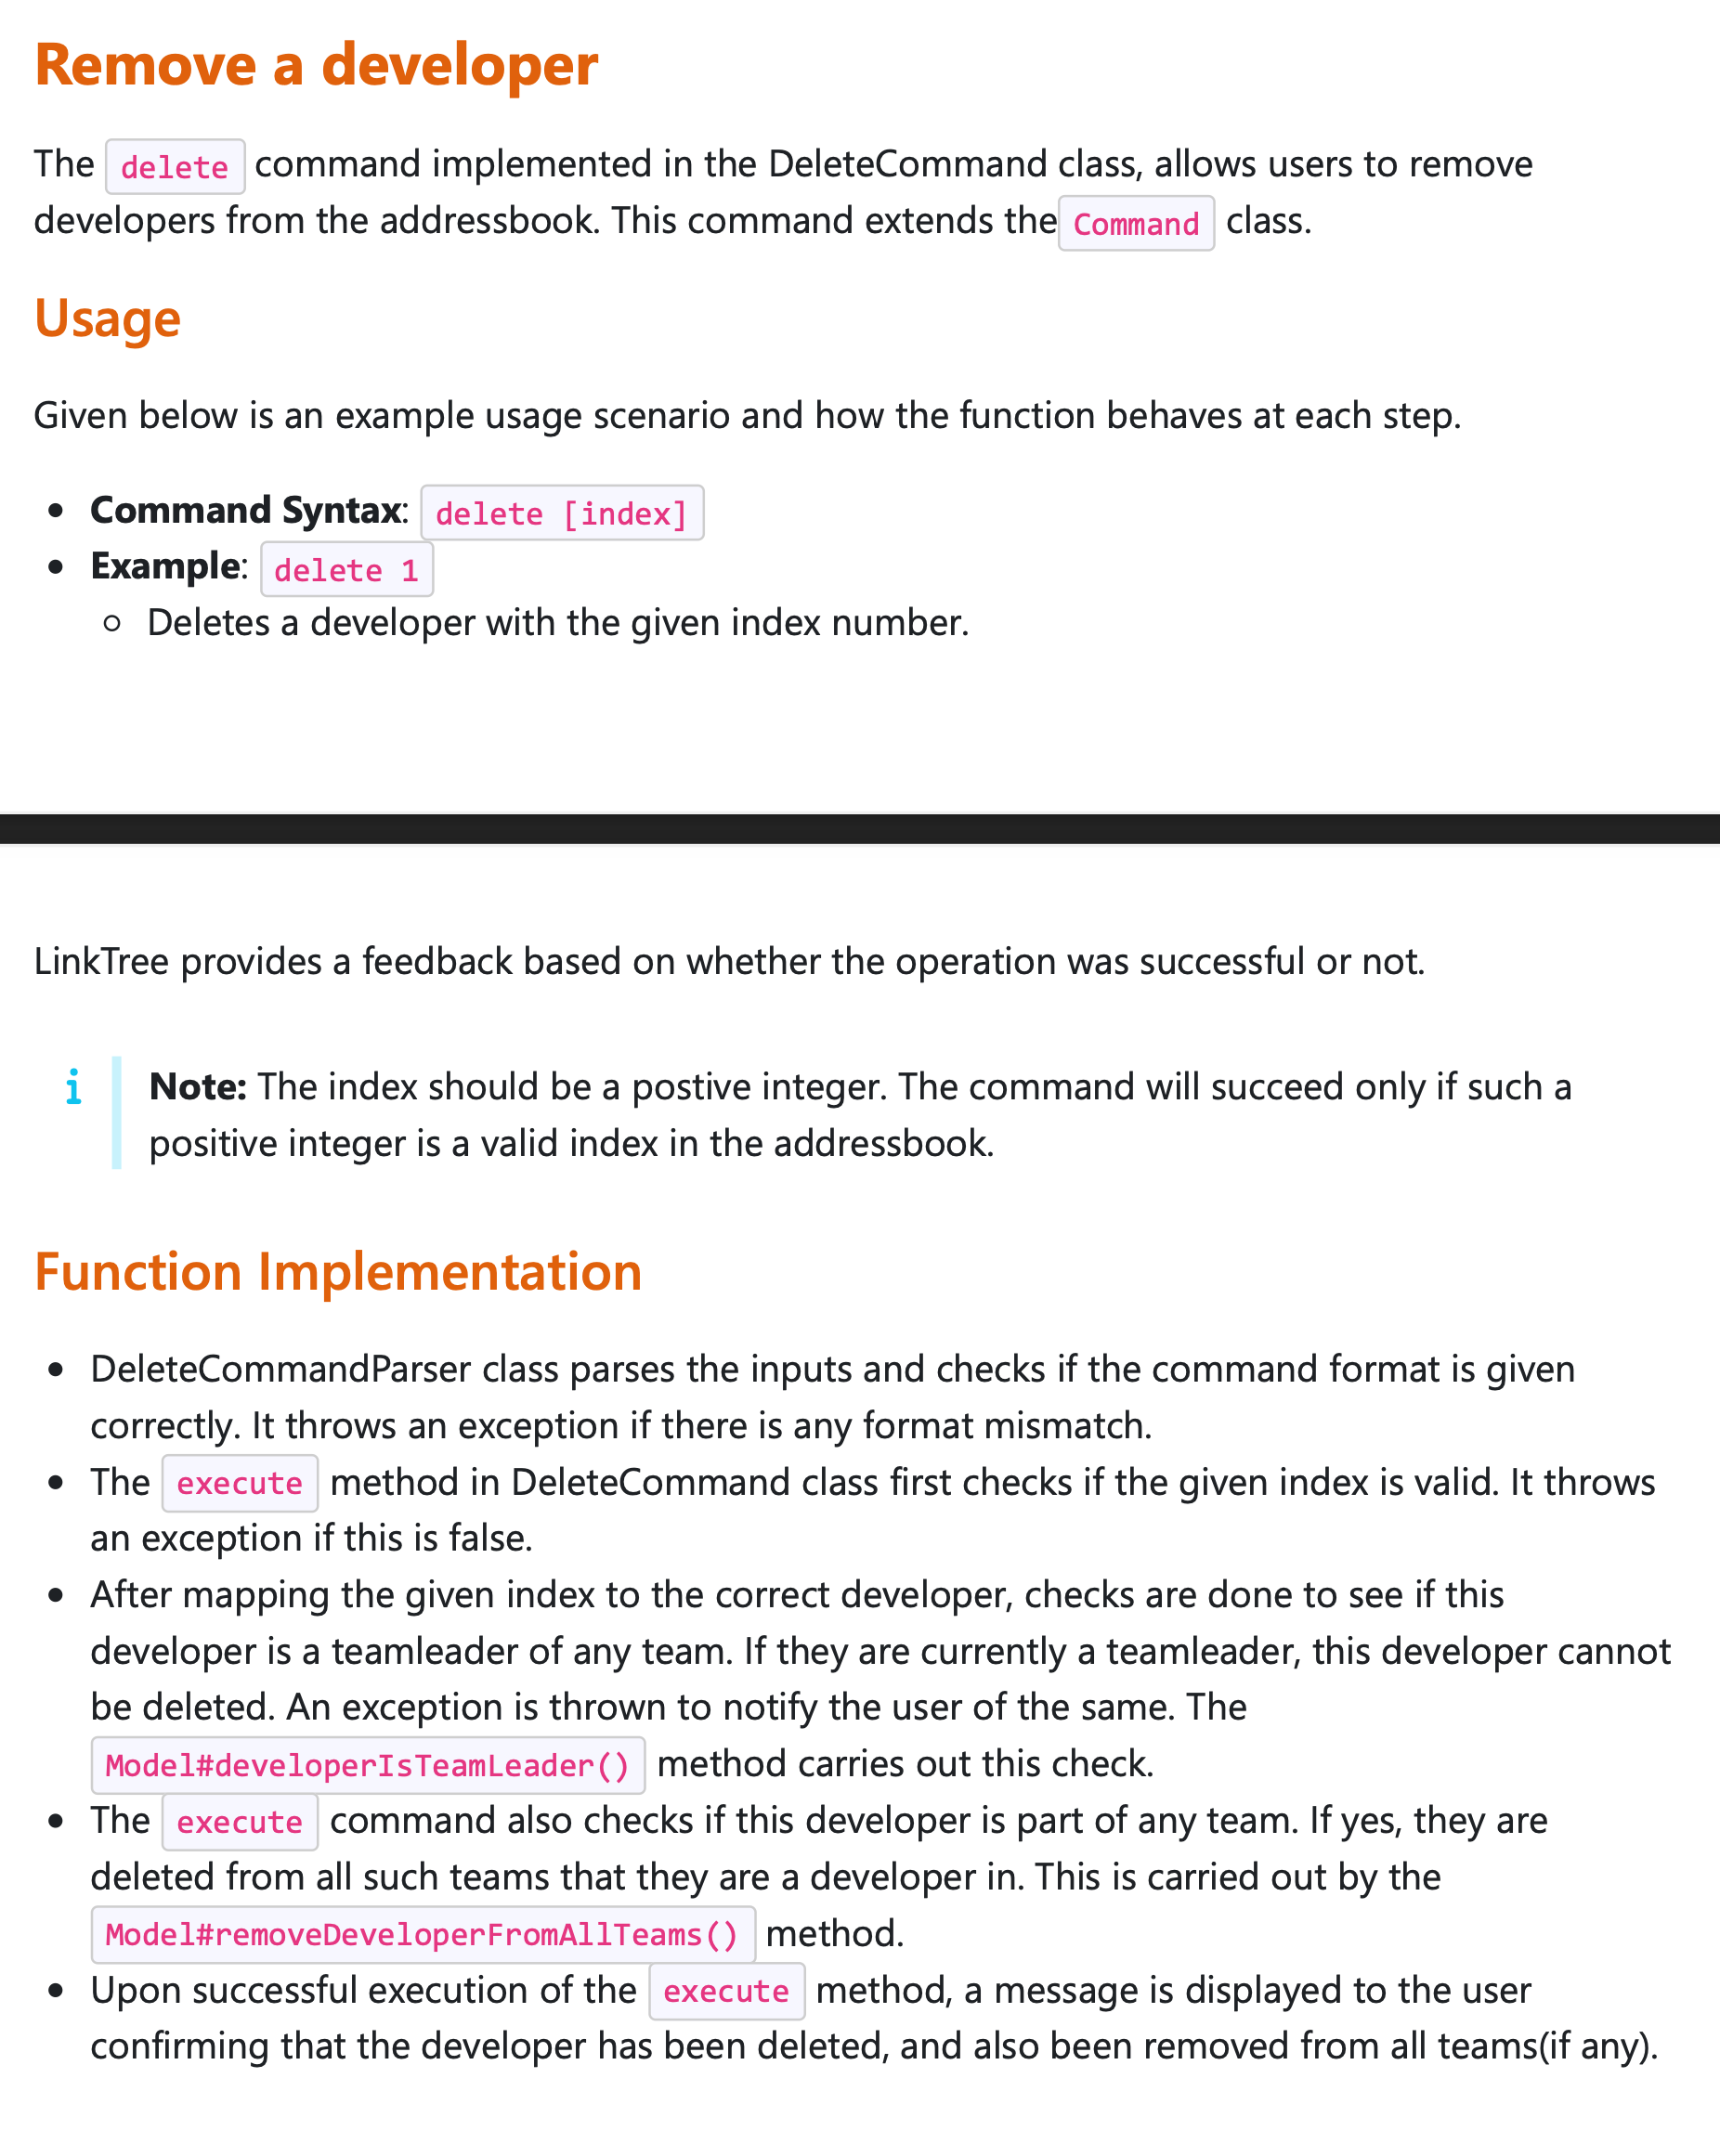 Remove a developer
The delete command implemented in the DeleteCommand class, allows users to remove
developers from the addressbook. This command extends the Command class.
Usage
Given below is an example usage scenario and how the function behaves at each step.
• Command Syntax: delete [index]
• Example: delete 1
○ Deletes a developer with the given index number.
LinkTree provides a feedback based on whether the operation was successful or not.
i Note: The index should be a postive integer. The command will succeed only if such a
positive integer is a valid index in the addressbook.
Function Implementation
• DeleteCommandParser class parses the inputs and checks if the command format is given
correctly. It throws an exception if there is any format mismatch.
• The execute method in DeleteCommand class first checks if the given index is valid. It throws
an exception if this is false.
• After mapping the given index to the correct developer, checks are done to see if this
developer is a teamleader of any team. If they are currently a teamleader, this developer cannot
be deleted. An exception is thrown to notify the user of the same. The
Model#developerIsTeamLeader() method carries out this check.
• The execute command also checks if this developer is part of any team. If yes, they are
deleted from all such teams that they are a developer in. This is carried out by the
Model#removeDeveloperFromAllTeams() method.
• Upon successful execution of the execute method, a message is displayed to the user
confirming that the developer has been deleted, and also been removed from all teams(if any).